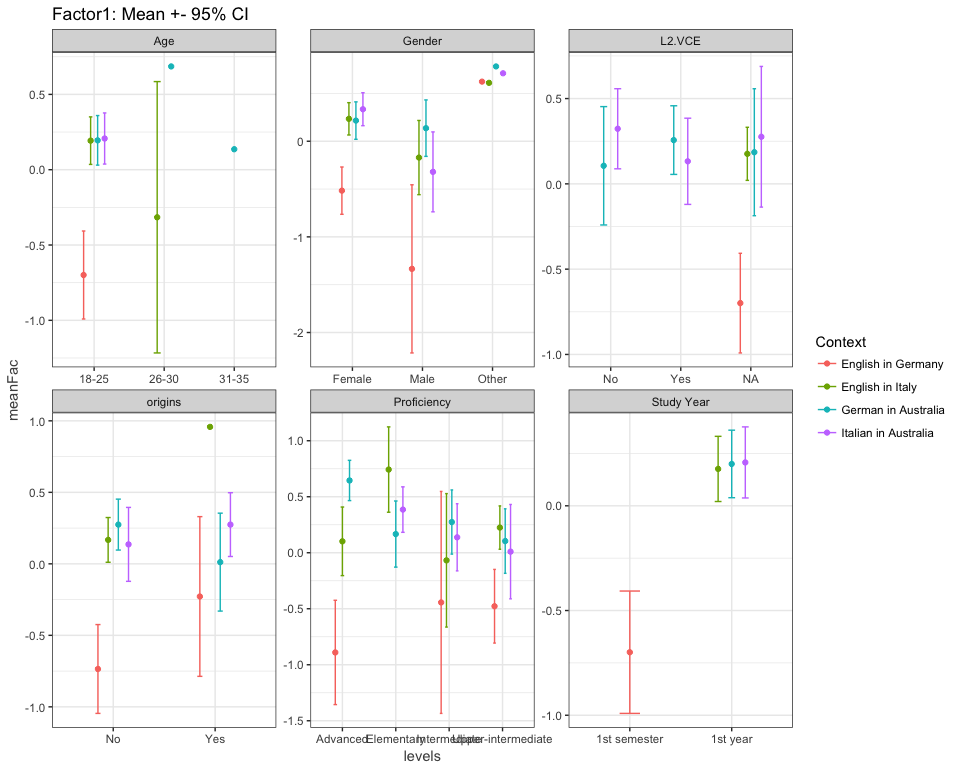 Factor1: Mean +- 95% CI
Age
Gender
L2.VCE
0.5
0.0
-0.5
-1.0
0
-1
-2
0.5
0.0
-0.5
-1.0
18-25
26-30
31-35
Female
Male
Other
No
Yes
NA
meanFac
origins
Proficiency
Study Year
1.0
0.5
0.0
-0.5
-1.0
1.0
0.5
0.0
-0.5
-1.0
-1.5
0.0
-0.5
-1.0
No
Yes
Advanced
Elementary
Intermediate
Upper-intermediate
1st semester
1st year
levels
Context
English in Germany
English in Italy
German in Australia
Italian in Australia